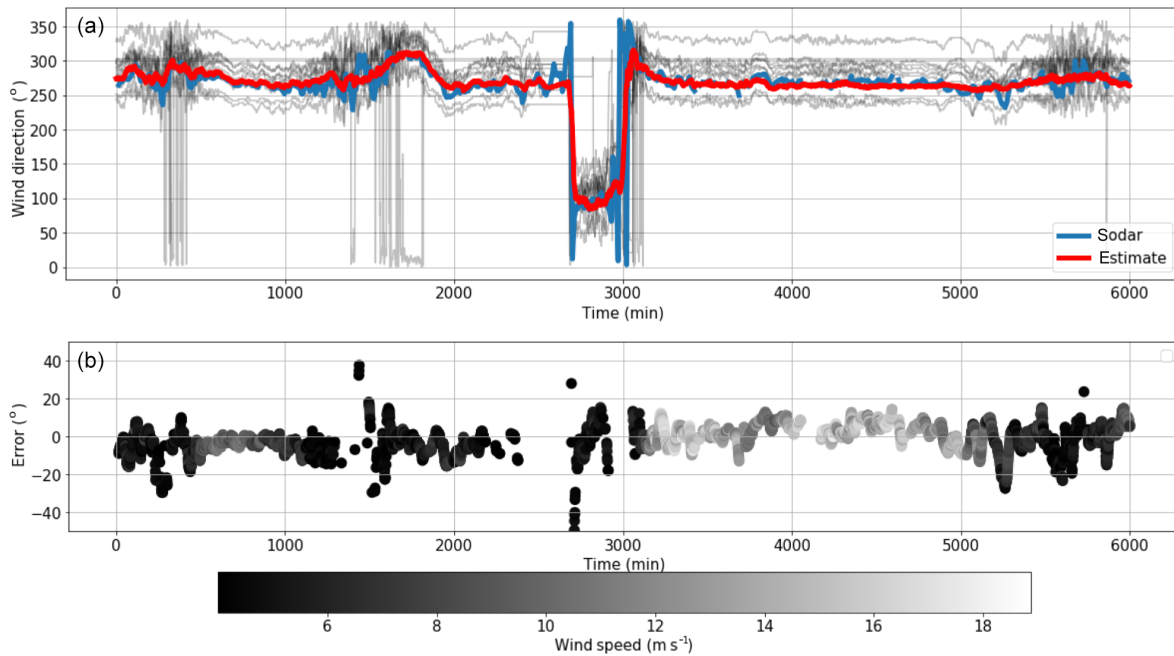 (a)
350
300
250
200
150
100
50
0
Wind direction (°)
Sodar
Estimate
0 1000 2000 3000 4000 5000 6000
Time (min)
(b)
40
20
0
−20
−40
Error (°)
0 1000 2000 3000 4000 5000 6000
Time (min)
6 8 10 12 14 16 18
Wind speed (m s⁻¹)